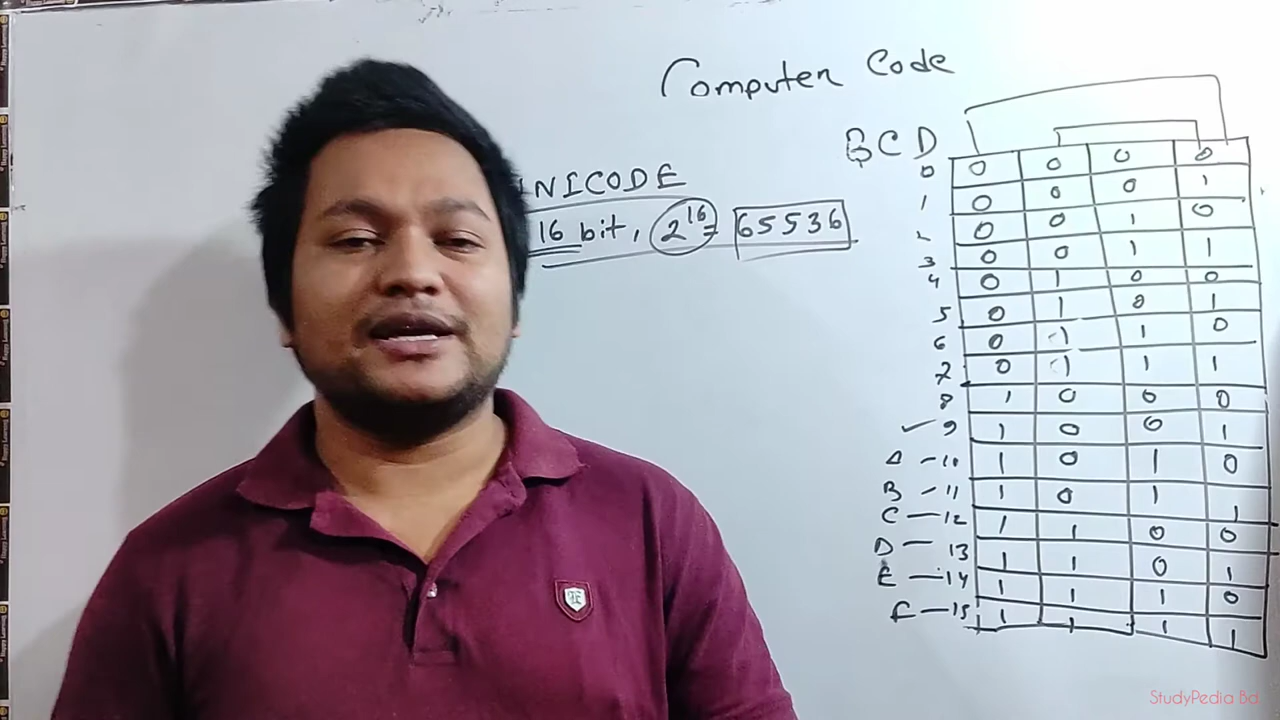 Computer Code
BCD
0 0 0 0 0
1 0 0 0 1
2 0 0 1 0
3 0 0 1 1
4 0 1 0 0
5 0 1 0 1
6 0 1 1 0
7 0 1 1 1
8 1 0 0 0
9 1 0 0 1
A - 10 1 0 1 0
B - 11 1 0 1 1
C - 12 1 1 0 0
D - 13 1 1 0 1
E - 14 1 1 1 0
F - 15 1 1 1 1
NICODE
16 bit, 2^16 = 65536
StudyPedia Bd